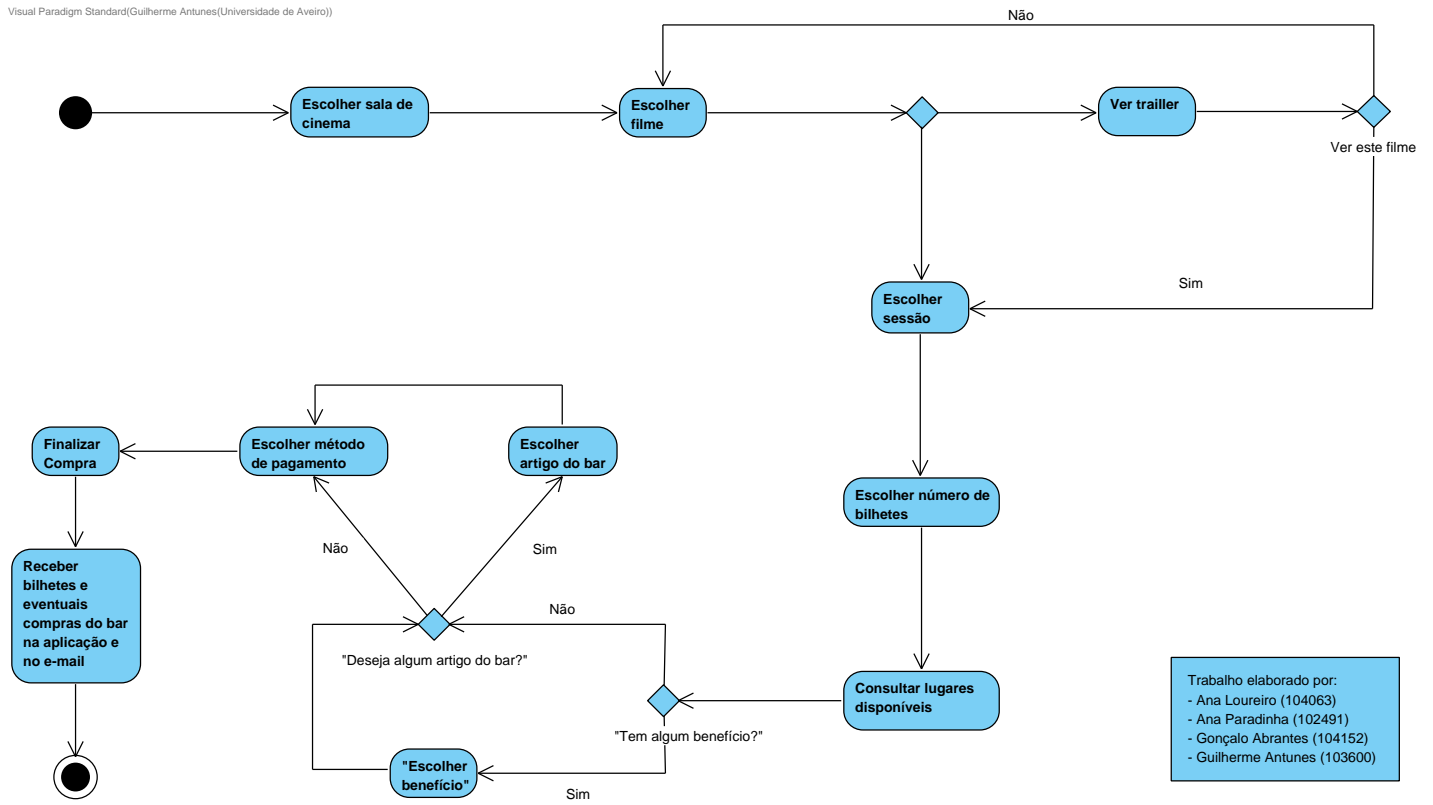 Visual Paradigm Standard(Guilherme Antunes(Universidade de Aveiro))
Não
Escolher sala de
cinema
Escolher
filme
Ver trailler
Ver este filme
Sim
Escolher
sessão
Finalizar
Compra
Escolher método
de pagamento
Escolher
artigo do bar
Escolher número de
bilhetes
Não
Sim
Receber
bilhetes e
eventuais
compras do bar
na aplicação e
no e-mail
Não
"Deseja algum artigo do bar?"
Consultar lugares
disponíveis
"Tem algum benefício?"
"Escolher
benefício"
Sim
Trabalho elaborado por:
- Ana Loureiro (104063)
- Ana Paradinha (102491)
- Gonçalo Abrantes (104152)
- Guilherme Antunes (103600)